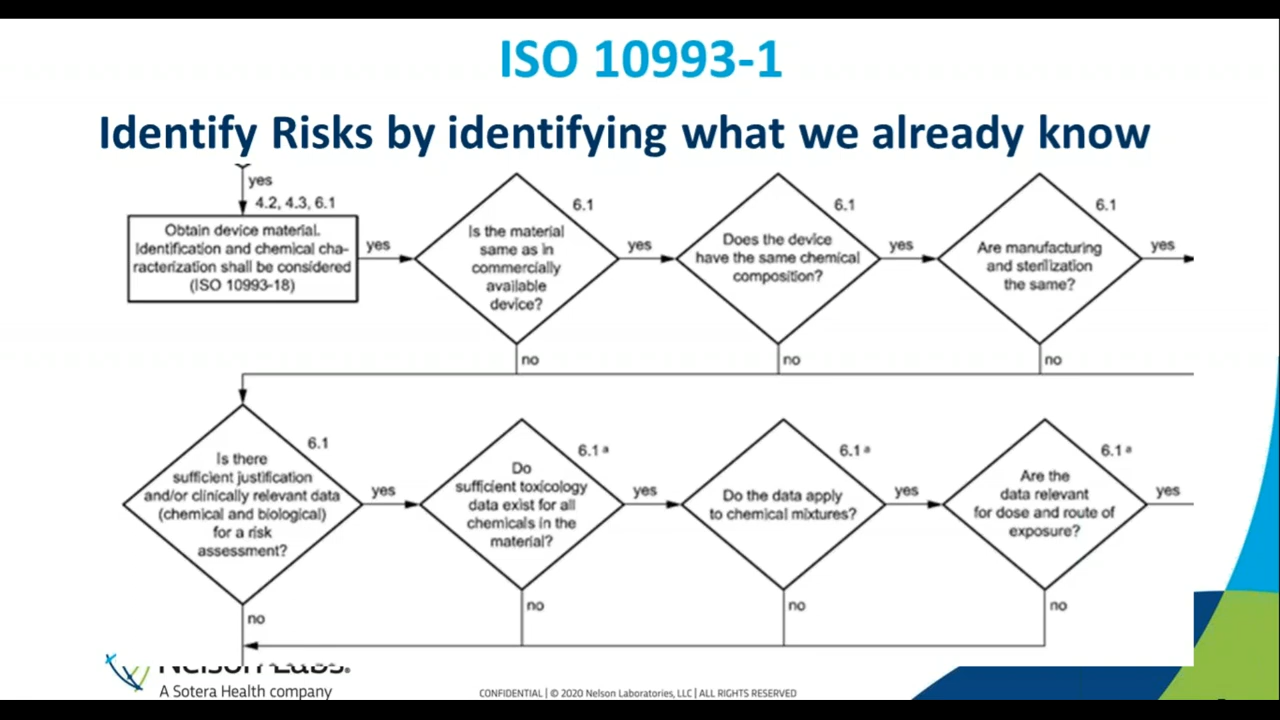 ISO 10993-1
Identify Risks by identifying what we already know
yes
4.2, 4.3, 6.1
Obtain device material.
Identification and chemical cha-
racterization shall be considered
(ISO 10993-18)
yes
6.1
Is the material
same as in
commercially
available
device?
yes
no
6.1
Does the device
have the same chemical
composition?
yes
no
6.1
Are manufacturing
and sterilization
the same?
yes
no
6.1
Is there
sufficient justification
and/or clinically relevant data
(chemical and biological)
for a risk
assessment?
yes
no
6.1 a
Do
sufficient toxicology
data exist for all
chemicals in the
material?
yes
no
6.1 a
Do the data apply
to chemical mixtures?
yes
no
6.1 a
Are the
data relevant
for dose and route of
exposure?
yes
no
Nelson Labs.
A Sotera Health company
CONFIDENTIAL | © 2020 Nelson Laboratories, LLC | ALL RIGHTS RESERVED